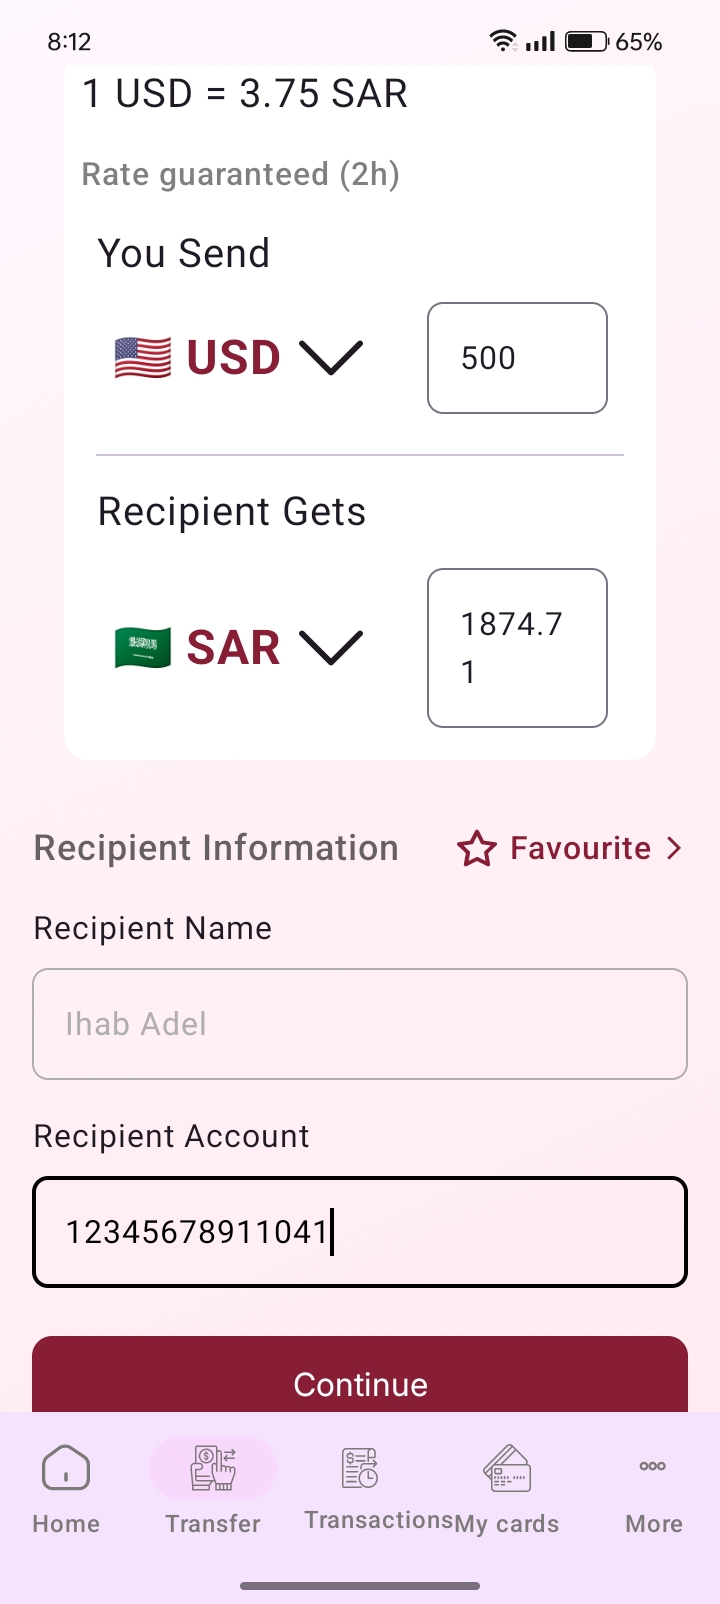 8:12
65%
1 USD = 3.75 SAR
Rate guaranteed (2h)
You Send
USD
500
Recipient Gets
SAR
1874.7
1
Recipient Information
Favourite
Recipient Name
Ihab Adel
Recipient Account
12345678911041
Continue
Home
Transfer
Transactions
My cards
More